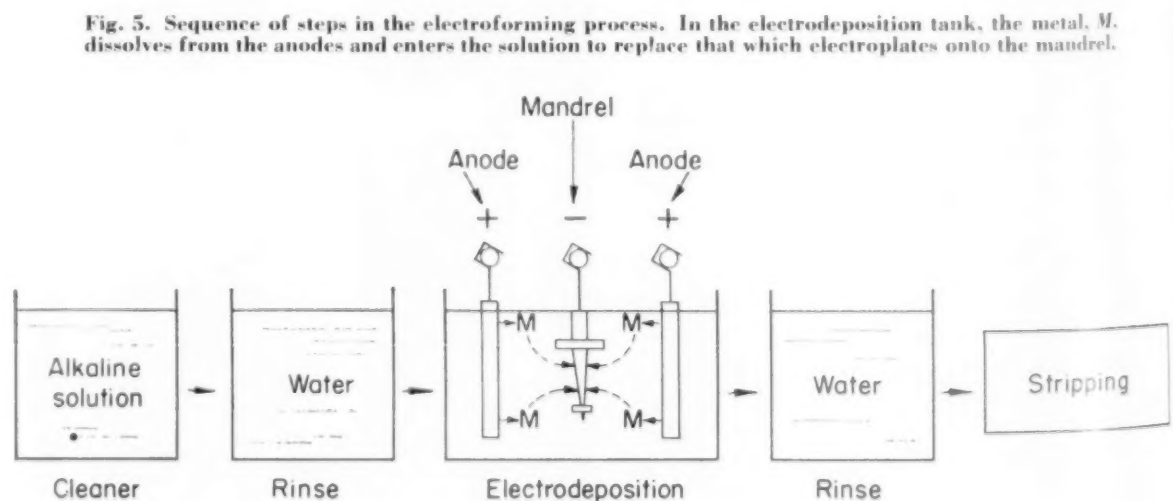 Fig. 5. Sequence of steps in the electroforming process. In the electrodeposition tank, the metal, M.
dissolves from the anodes and enters the solution to replace that which electroplates onto the mandrel.
Mandrel
Anode Anode
+ − +
M M
Alkaline
solution
Water
Water
Stripping
M M
Cleaner Rinse Electrodeposition Rinse